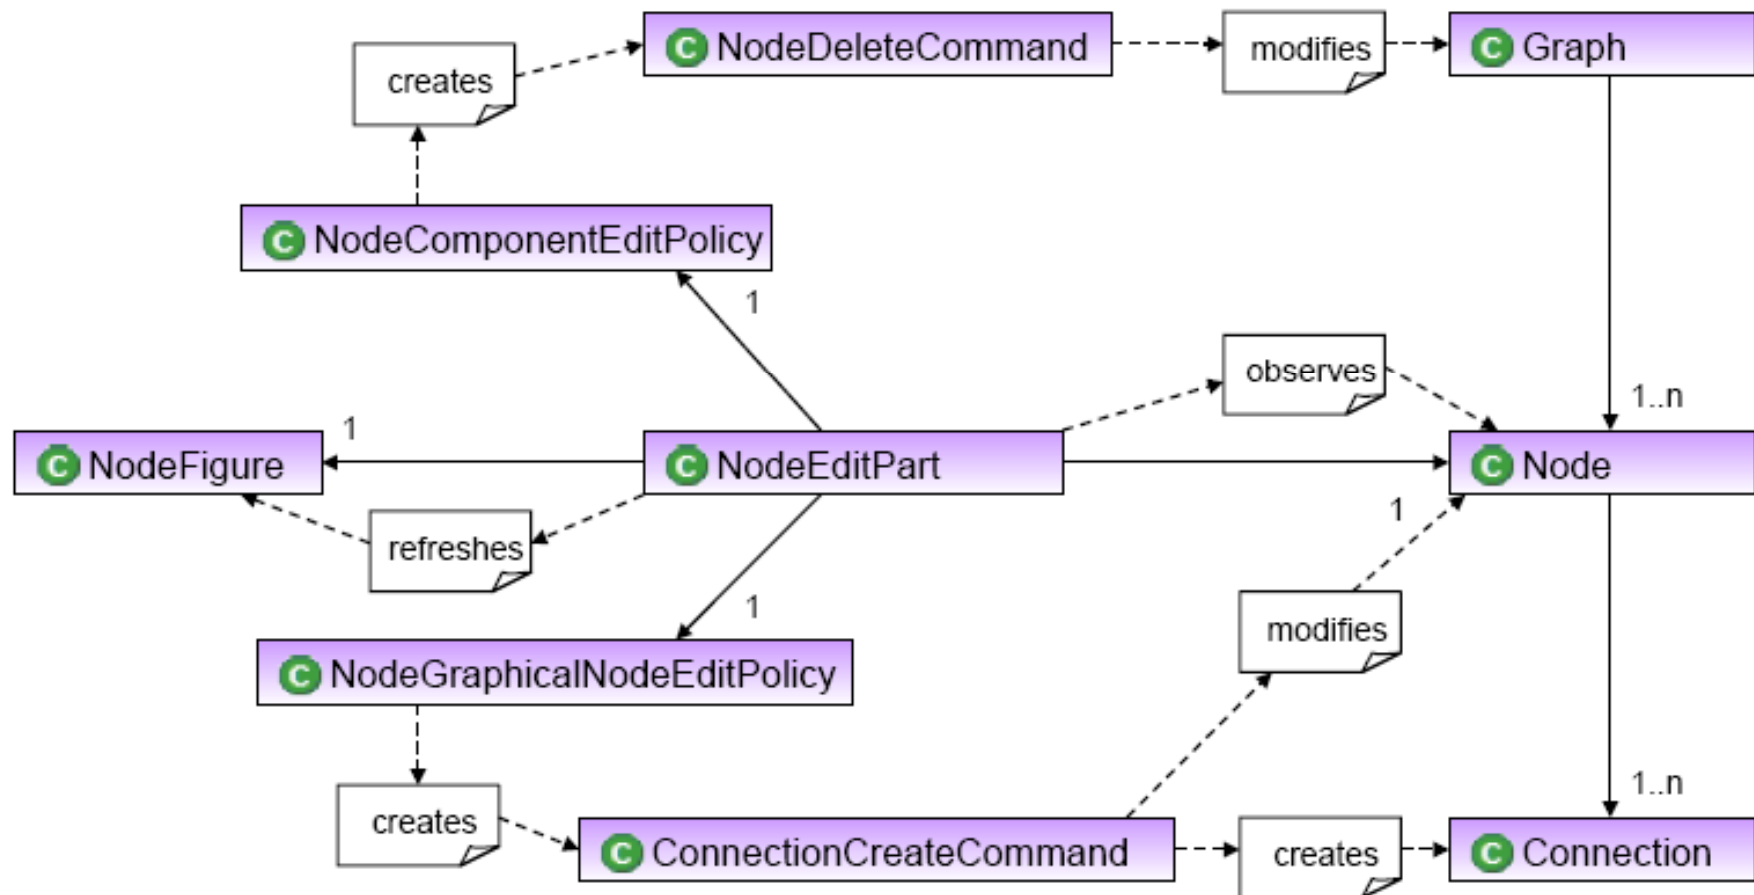 C NodeDeleteCommand
modifies
C Graph
creates
C NodeComponentEditPolicy
1
observes
1..n
1
C NodeFigure
C NodeEditPart
C Node
1
refreshes
1
modifies
C NodeGraphicalNodeEditPolicy
1..n
creates
C ConnectionCreateCommand
creates
C Connection